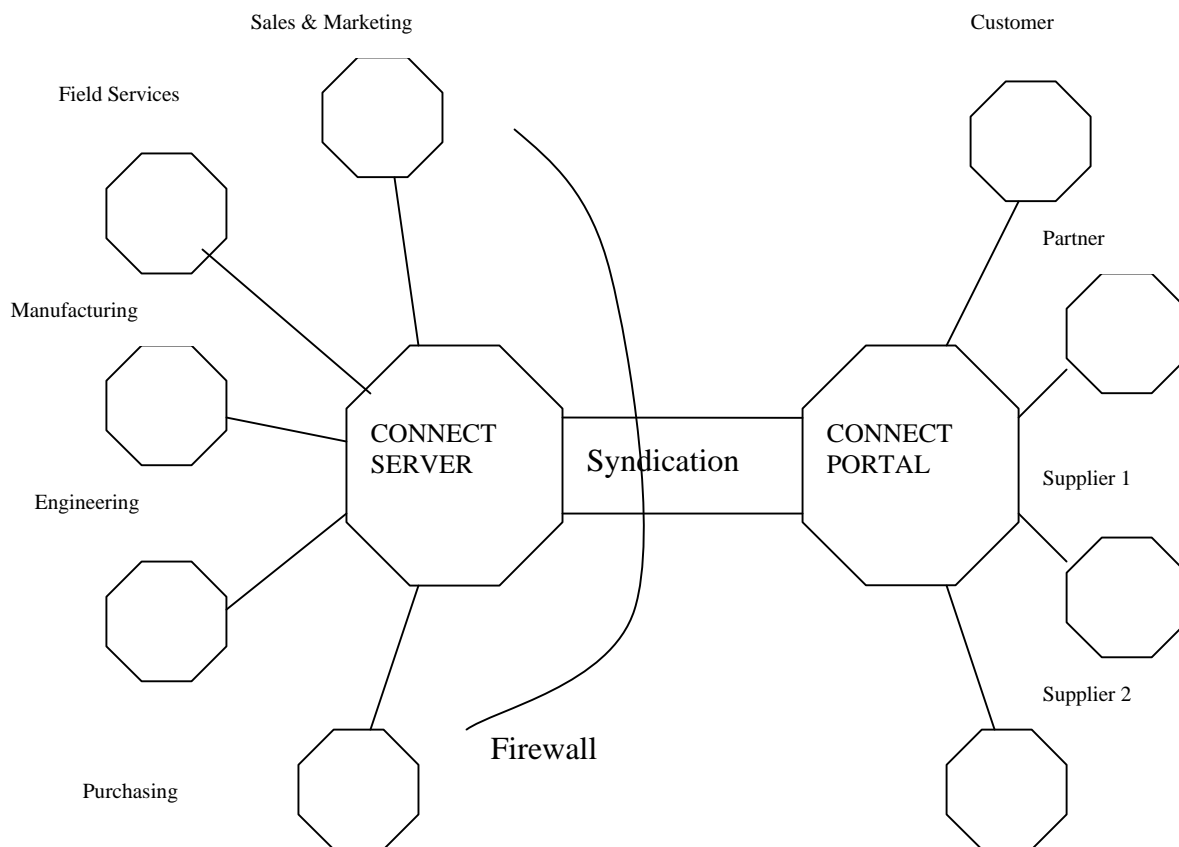 Sales & Marketing
Customer
Field Services
Partner
Manufacturing
CONNECT
SERVER
Syndication
CONNECT
PORTAL
Supplier 1
Engineering
Supplier 2
Firewall
Purchasing